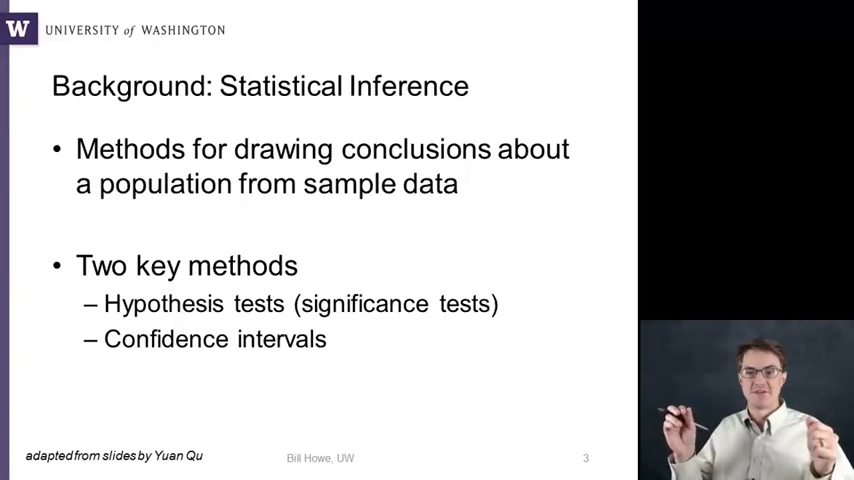 W UNIVERSITY of WASHINGTON
Background: Statistical Inference
• Methods for drawing conclusions about
a population from sample data
• Two key methods
– Hypothesis tests (significance tests)
– Confidence intervals
adapted from slides by Yuan Qu
Bill Howe, UW
3